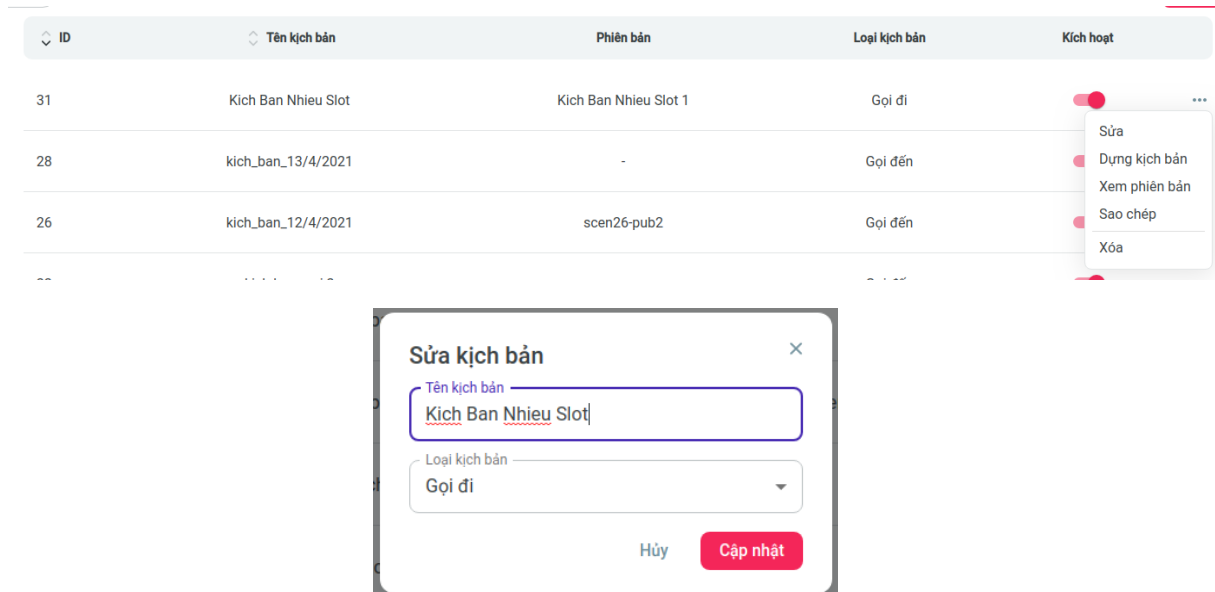 ID Tên kịch bản Phiên bản Loại kịch bản Kích hoạt
31 Kich Ban Nhieu Slot Kich Ban Nhieu Slot 1 Gọi đi ...
Sửa
28 kich_ban_13/4/2021 - Gọi đến Dựng kịch bản
Xem phiên bản
26 kich_ban_12/4/2021 scen26-pub2 Gọi đến Sao chép
Xóa
Sửa kịch bản
Tên kịch bản
Kich Ban Nhieu Slot
Loại kịch bản
Gọi đi
Hủy Cập nhật